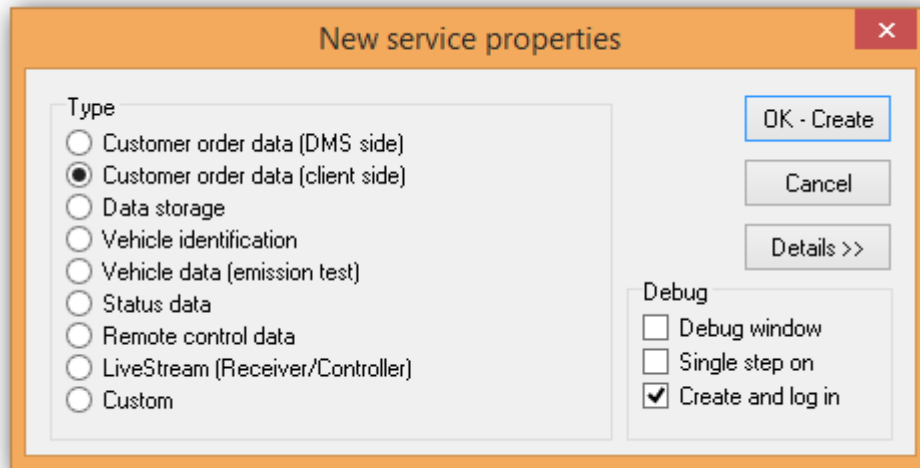 New service properties
Type
Customer order data (DMS side)
Customer order data (client side)
Data storage
Vehicle identification
Vehicle data (emission test)
Status data
Remote control data
LiveStream (Receiver/Controller)
Custom
OK - Create
Cancel
Details >>
Debug
Debug window
Single step on
Create and log in